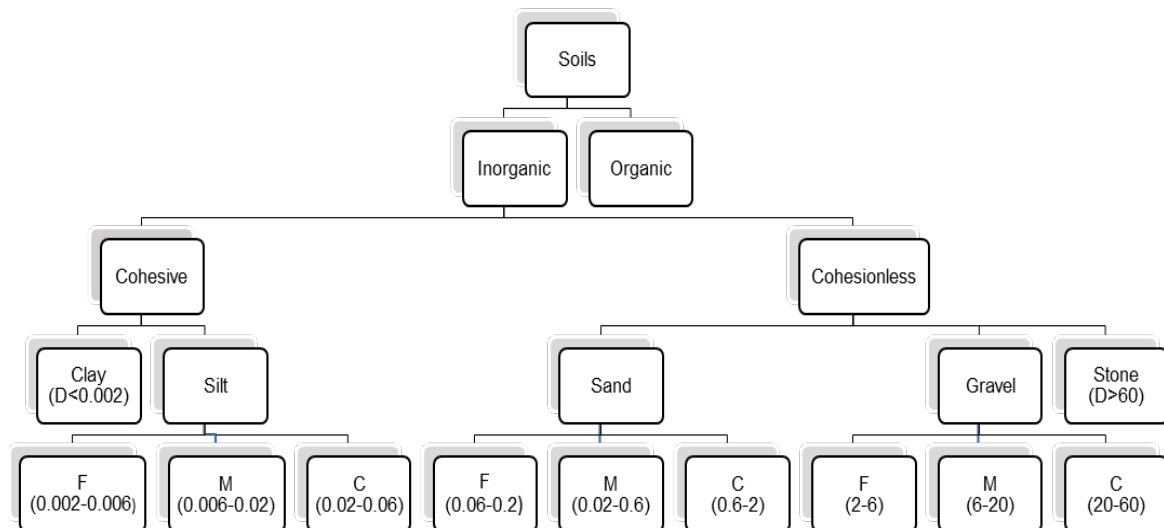 Soils
Inorganic
Organic
Cohesive
Cohesionless
Clay
(D<0.002)
Silt
Sand
Gravel
Stone
(D>60)
F
(0.002-0.006)
M
(0.006-0.02)
C
(0.02-0.06)
F
(0.06-0.2)
M
(0.02-0.6)
C
(0.6-2)
F
(2-6)
M
(6-20)
C
(20-60)